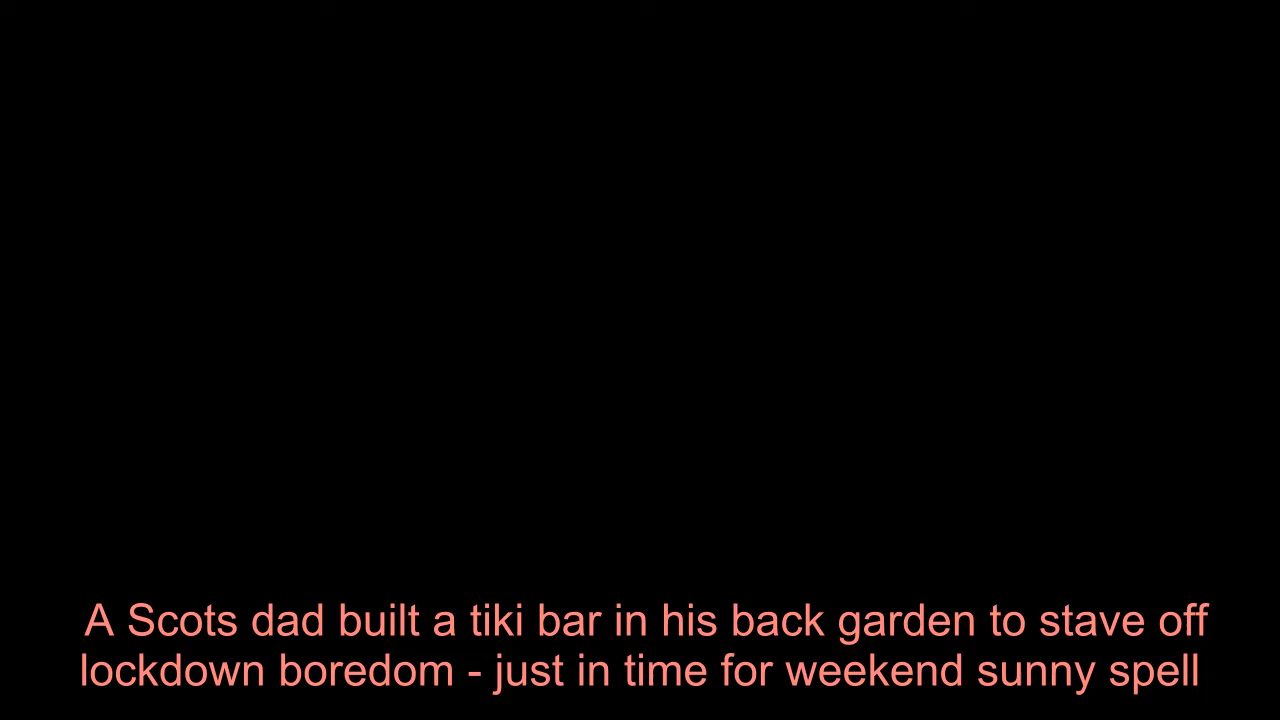 A Scots dad built a tiki bar in his back garden to stave off
lockdown boredom - just in time for weekend sunny spell